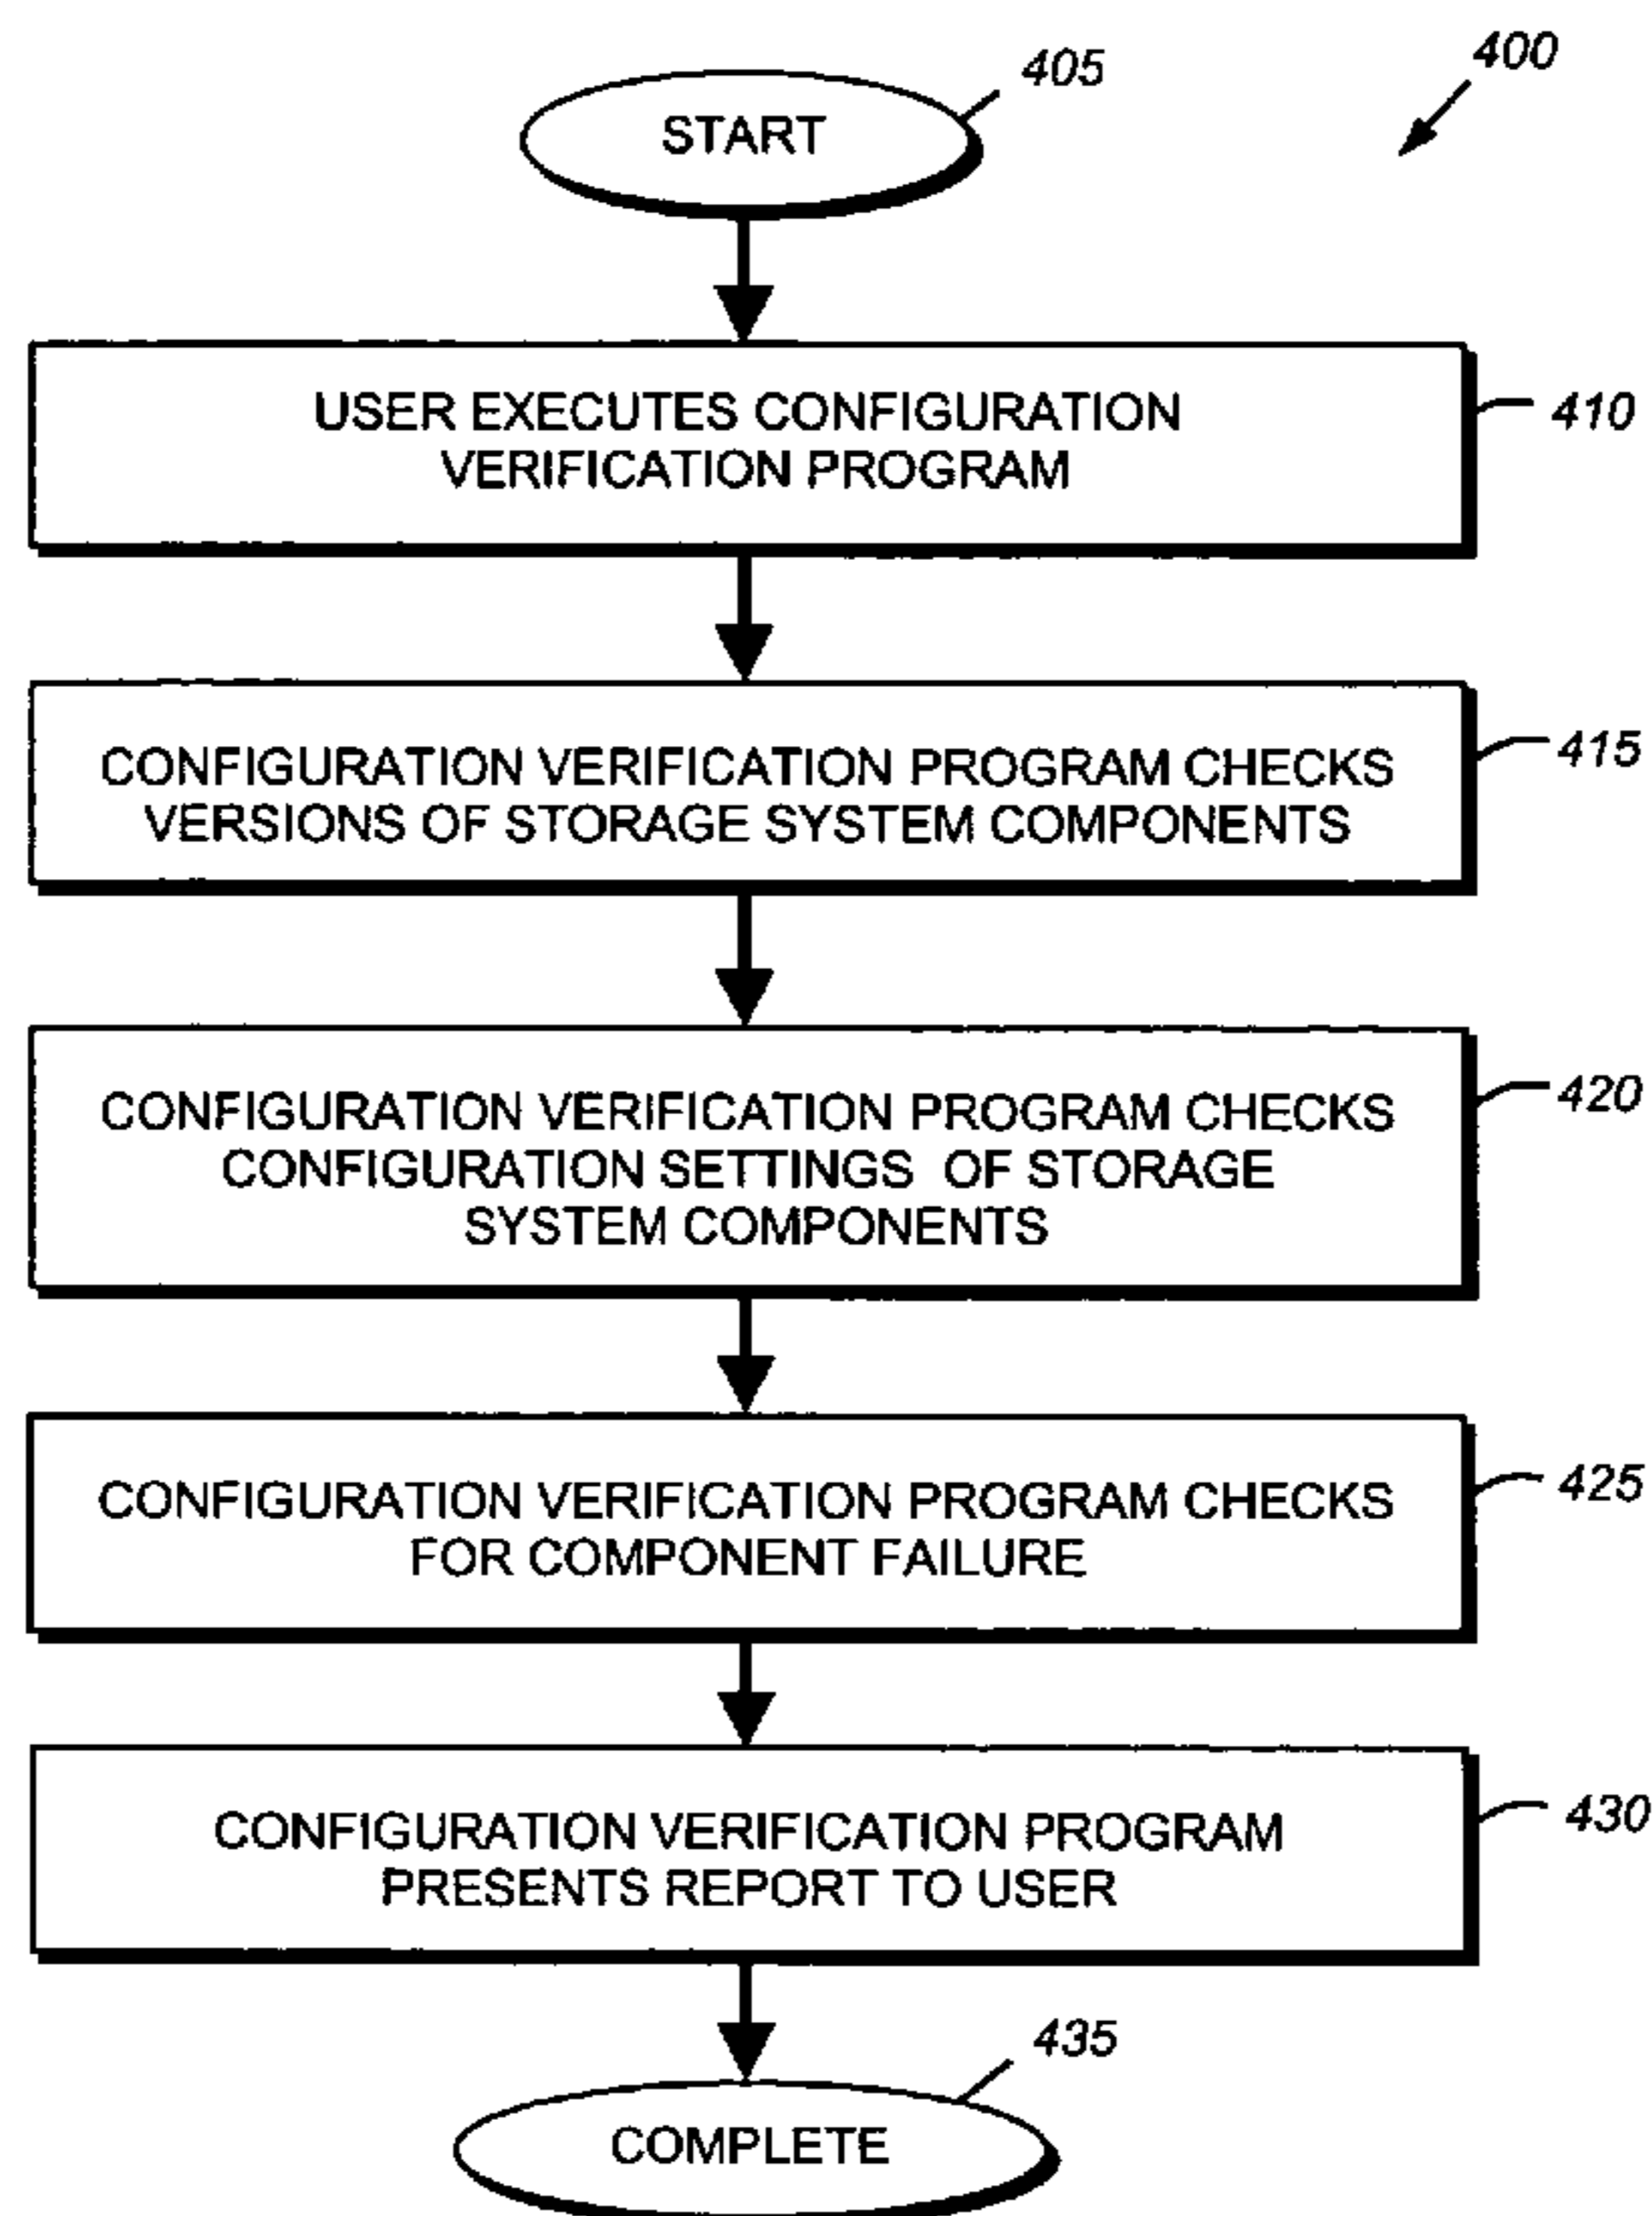 400
405
START
USER EXECUTES CONFIGURATION
VERIFICATION PROGRAM
410
CONFIGURATION VERIFICATION PROGRAM CHECKS
VERSIONS OF STORAGE SYSTEM COMPONENTS
415
CONFIGURATION VERIFICATION PROGRAM CHECKS
CONFIGURATION SETTINGS OF STORAGE
SYSTEM COMPONENTS
420
CONFIGURATION VERIFICATION PROGRAM CHECKS
FOR COMPONENT FAILURE
425
CONFIGURATION VERIFICATION PROGRAM
PRESENTS REPORT TO USER
430
435
COMPLETE